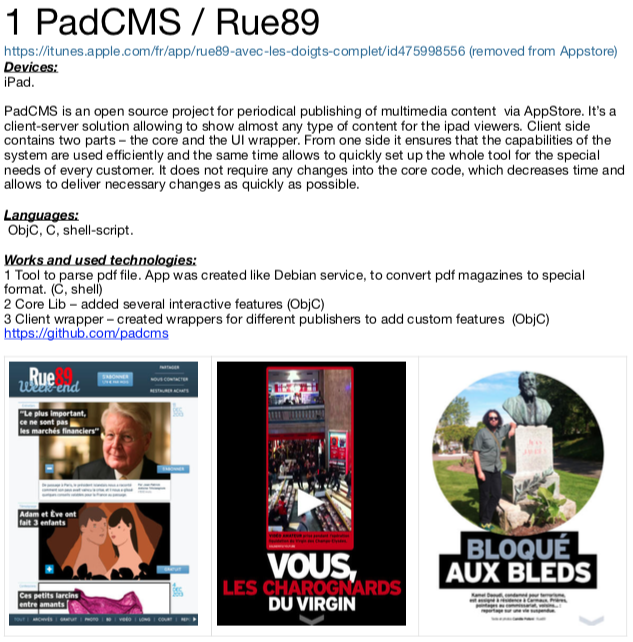 1 PadCMS / Rue89
https://itunes.apple.com/fr/app/rue89-avec-les-doigts-complet/id475998556 (removed from Appstore)
Devices:
iPad.
PadCMS is an open source project for periodical publishing of multimedia content  via AppStore. It's a
client-server solution allowing to show almost any type of content for the ipad viewers. Client side
contains two parts – the core and the UI wrapper. From one side it ensures that the capabilities of the
system are used efficiently and the same time allows to quickly set up the whole tool for the special
needs of every customer. It does not require any changes into the core code, which decreases time and
allows to deliver necessary changes as quickly as possible.
Languages:
ObjC, C, shell-script.
Works and used technologies:
1 Tool to parse pdf file. App was created like Debian service, to convert pdf magazines to special
format. (C, shell)
2 Core Lib – added several interactive features (ObjC)
3 Client wrapper – created wrappers for different publishers to add custom features  (ObjC)
https://github.com/padcms
Rue89
Week-end
S'ABONNER
PARTAGER
NOUS CONTACTER
RESTAURER ACHATS
"Le plus important,
ce ne sont pas
les marchés financiers"
S'ABONNER
Adam et Ève ont
fait 3 enfants
GRATUIT
Ces petits larcins
entre amants
VOUS,
LES CHAROGNARDS
DU VIRGIN
BLOQUÉ
AUX BLEDS
Kamel Daoudi, condamné pour terrorisme,
est assigné à résidence à Carmaux. Prières,
pointages au commissariat, voisins... :
reportage sur une vie suspendue.